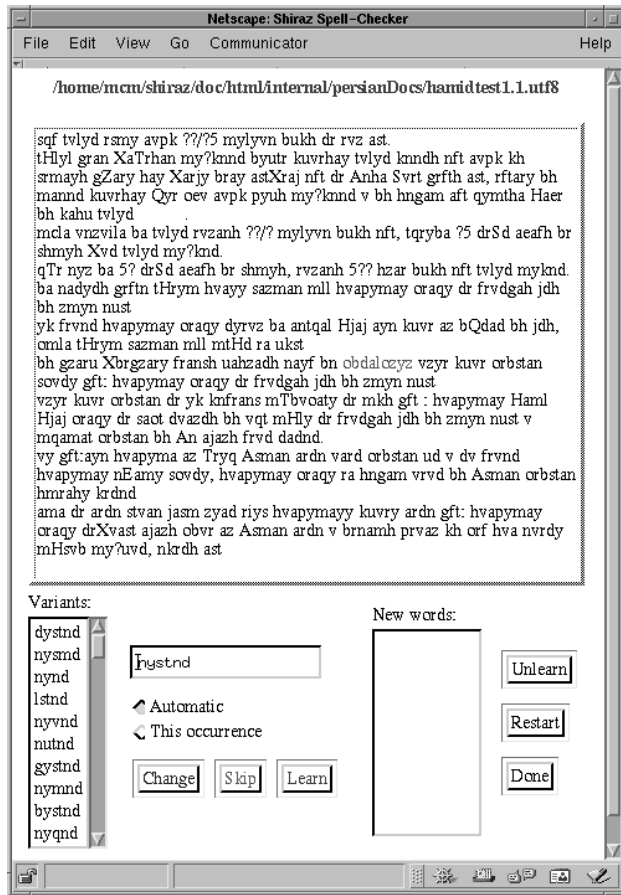 Netscape: Shiraz Spell-Checker
File Edit View Go Communicator Help
/home/mcm/shiraz/doc/html/internal/persianDocs/hamidtest1.1.utf8
sqf tvlyd rsmy avpk ??/?5 mylyvn bukh dr rvz ast.
tHlyl gran XaTrhan my?knnd byutr kuvrhay tvlyd knndh nft avpk kh
srmayh gZary hay Xarjy bray astXraj nft dr Anha Svrt grfth ast, rftary bh
mannd kuvrhay Qyr oev avpk pyuh my?knnd v bh hngam aft qymtha Haer
bh kahu tvlyd .
mcla vnzvila ba tvlyd rvzanh ??/? mylyvn bukh nft, tqryba ?5 drSd aeafh br
shmyh Xvd tvlyd my?knd.
qTr nyz ba 5? drSd aeafh br shmyh, rvzanh 5?? hzar bukh nft tvlyd myknd.
ba nadydh grftn tHrym hvayy sazman mll hvapymay oraqy dr frvdgah jdh
bh zmyn nust
yk frvnd hvapymay oraqy dyrvz ba antqal Hjaj ayn kuvr az bQdad bh jdh,
omla tHrym sazman mll mtHd ra ukst
bh gzaru Xbrgzary fransh uahzadh nayf bn obdalozyz vzyr kuvr orbstan
sovdy gft: hvapymay oraqy dr frvdgah jdh bh zmyn nust
vzyr kuvr orbstan dr yk knfrans mTbvoaty dr mkh gft : hvapymay Haml
Hjaj oraqy dr saot dvazdh bh vqt mHly dr frvdgah jdh bh zmyn nust v
mqamat orbstan bh An ajazh frvd dadnd.
vy gft:ayn hvapyma az Tryq Asman ardn vard orbstan ud v dv frvnd
hvapymay nEamy sovdy, hvapymay oraqy ra hngam vrvd bh Asman orbstan
hmrahy krdnd
ama dr ardn stvan jasm zyad riys hvapymayy kuvry ardn gft: hvapymay
oraqy drXvast ajazh obvr az Asman ardn v brnamh prvaz kh orf hva nvrdy
mHsvb my?uvd, nkrdh ast
Variants:
dystnd
nysmd
nynd
lstnd
nyvnd
nutnd
gystnd
nymnd
bystnd
nyqnd
hystnd
Automatic
This occurrence
Change Skip Learn
New words:
Unlearn
Restart
Done